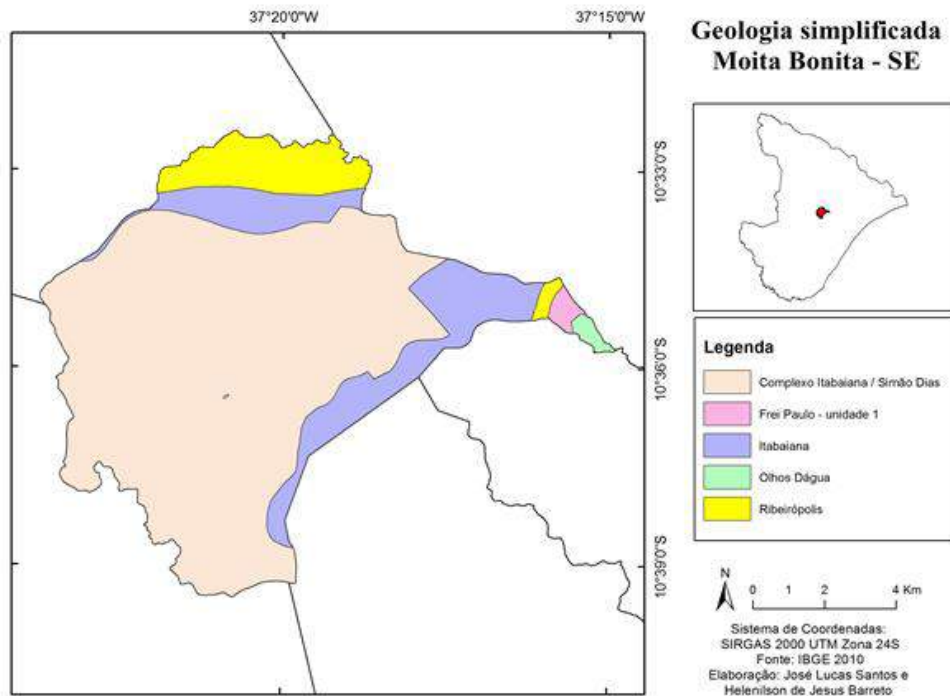 37°20'0"W
37°15'0"W
Geologia simplificada
Moita Bonita - SE
10°33'0"S
10°36'0"S
10°39'0"S
Legenda
Complexo Itabaiana / Simão Dias
Frei Paulo - unidade 1
Itabaiana
Olhos Dágua
Ribeirópolis
N
0 1 2 4 Km
Sistema de Coordenadas:
SIRGAS 2000 UTM Zona 24S
Fonte: IBGE 2010
Elaboração: José Lucas Santos e
Helenilson de Jesus Barreto